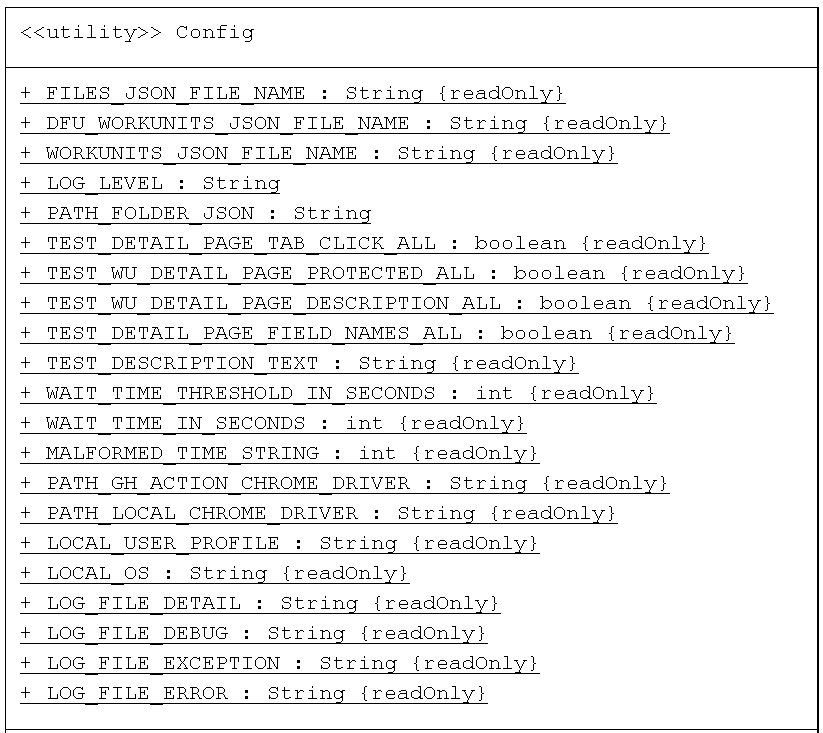 <<utility>> Config
+ FILES_JSON_FILE_NAME : String {readOnly}
+ DFU_WORKUNITS_JSON_FILE_NAME : String {readOnly}
+ WORKUNITS_JSON_FILE_NAME : String {readOnly}
+ LOG_LEVEL : String
+ PATH_FOLDER_JSON : String
+ TEST_DETAIL_PAGE_TAB_CLICK_ALL : boolean {readOnly}
+ TEST_WU_DETAIL_PAGE_PROTECTED_ALL : boolean {readOnly}
+ TEST_WU_DETAIL_PAGE_DESCRIPTION_ALL : boolean {readOnly}
+ TEST_DETAIL_PAGE_FIELD_NAMES_ALL : boolean {readOnly}
+ TEST_DESCRIPTION_TEXT : String {readOnly}
+ WAIT_TIME_THRESHOLD_IN_SECONDS : int {readOnly}
+ WAIT_TIME_IN_SECONDS : int {readOnly}
+ MALFORMED_TIME_STRING : int {readOnly}
+ PATH_GH_ACTION_CHROME_DRIVER : String {readOnly}
+ PATH_LOCAL_CHROME_DRIVER : String {readOnly}
+ LOCAL_USER_PROFILE : String {readOnly}
+ LOCAL_OS : String {readOnly}
+ LOG_FILE_DETAIL : String {readOnly}
+ LOG_FILE_DEBUG : String {readOnly}
+ LOG_FILE_EXCEPTION : String {readOnly}
+ LOG_FILE_ERROR : String {readOnly}